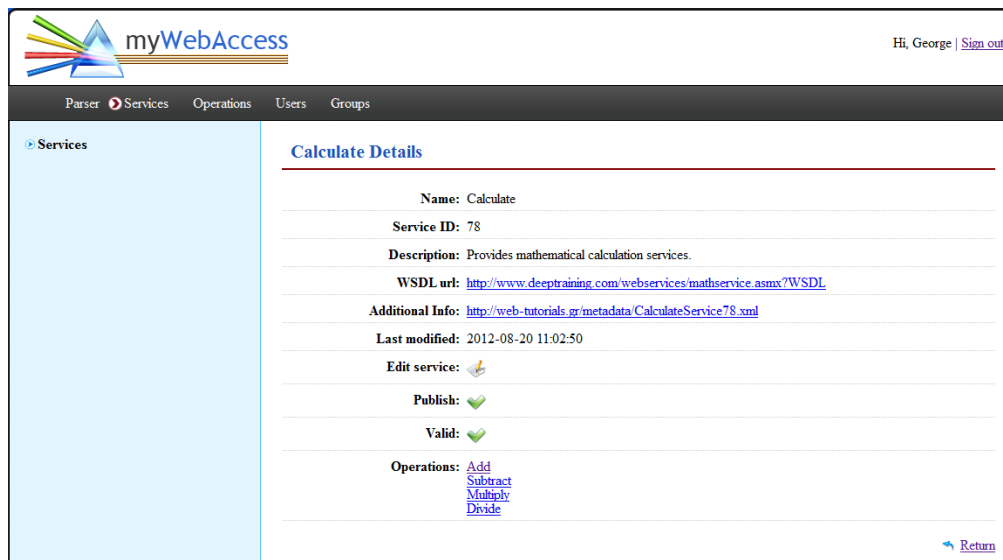 myWebAccess
Hi, George | Sign out
Parser Services Operations Users Groups
Services
Calculate Details
Name: Calculate
Service ID: 78
Description: Provides mathematical calculation services.
WSDL url: http://www.deeptraining.com/webservices/mathservice.asmx?WSDL
Additional Info: http://web-tutorials.gr/metadata/CalculateService78.xml
Last modified: 2012-08-20 11:02:50
Edit service:
Publish:
Valid:
Operations: Add
Subtract
Multiply
Divide
Return